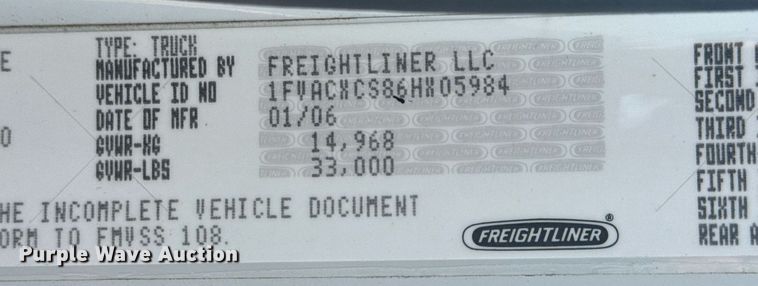 TYPE: TRUCK
MANUFACTURED BY FREIGHTLINER LLC
VEHICLE ID NO 1FVACXCS86HX05984
DATE OF MFR 01/06
GVWR-KG 14,968
GVWR-LBS 33,000
HE INCOMPLETE VEHICLE DOCUMENT
ORM TO FMVSS 108.
FREIGHTLINER®
FRONT
FIRST
SECOND
THIRD
FOURTH
FIFTH
SIXTH
REAR A
Purple Wave Auction